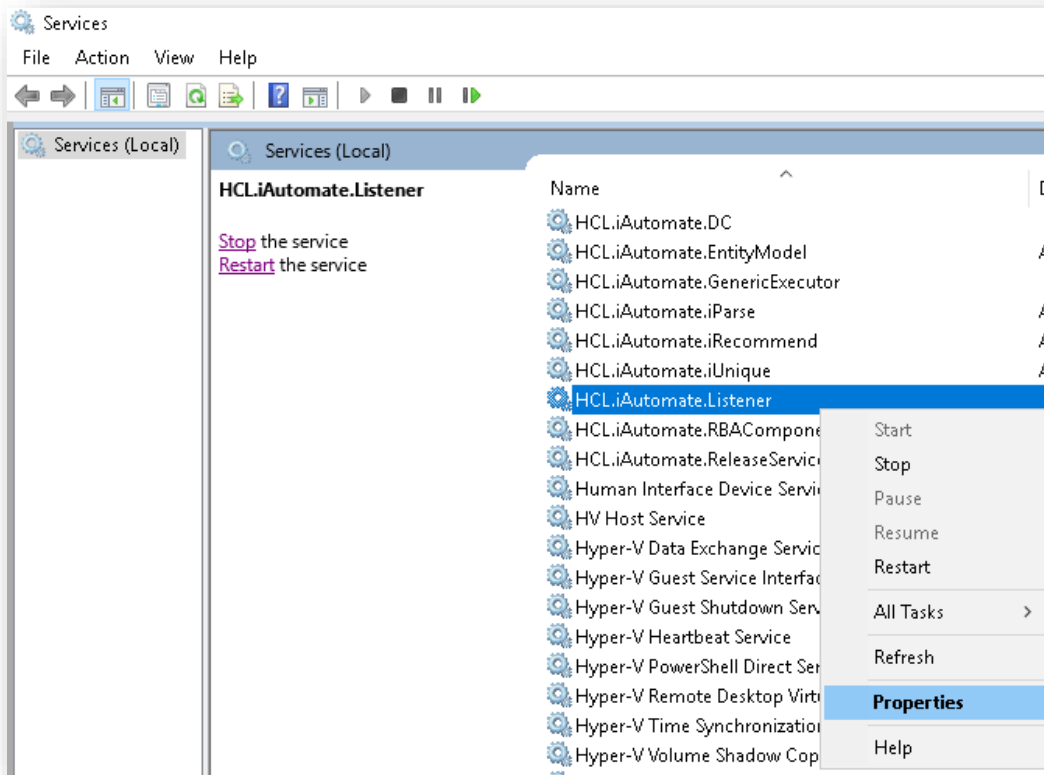 Services
File Action View Help
Services (Local)
Services (Local)
HCL.iAutomate.Listener
Stop the service
Restart the service
Name
HCL.iAutomate.DC
HCL.iAutomate.EntityModel
HCL.iAutomate.GenericExecutor
HCL.iAutomate.iParse
HCL.iAutomate.iRecommend
HCL.iAutomate.iUnique
HCL.iAutomate.Listener
HCL.iAutomate.RBACompone
HCL.iAutomate.ReleaseServic
Human Interface Device Servi
HV Host Service
Hyper-V Data Exchange Servic
Hyper-V Guest Service Interfac
Hyper-V Guest Shutdown Serv
Hyper-V Heartbeat Service
Hyper-V PowerShell Direct Ser
Hyper-V Remote Desktop Virtu
Hyper-V Time Synchronization
Hyper-V Volume Shadow Cop
Start
Stop
Pause
Resume
Restart
All Tasks
Refresh
Properties
Help